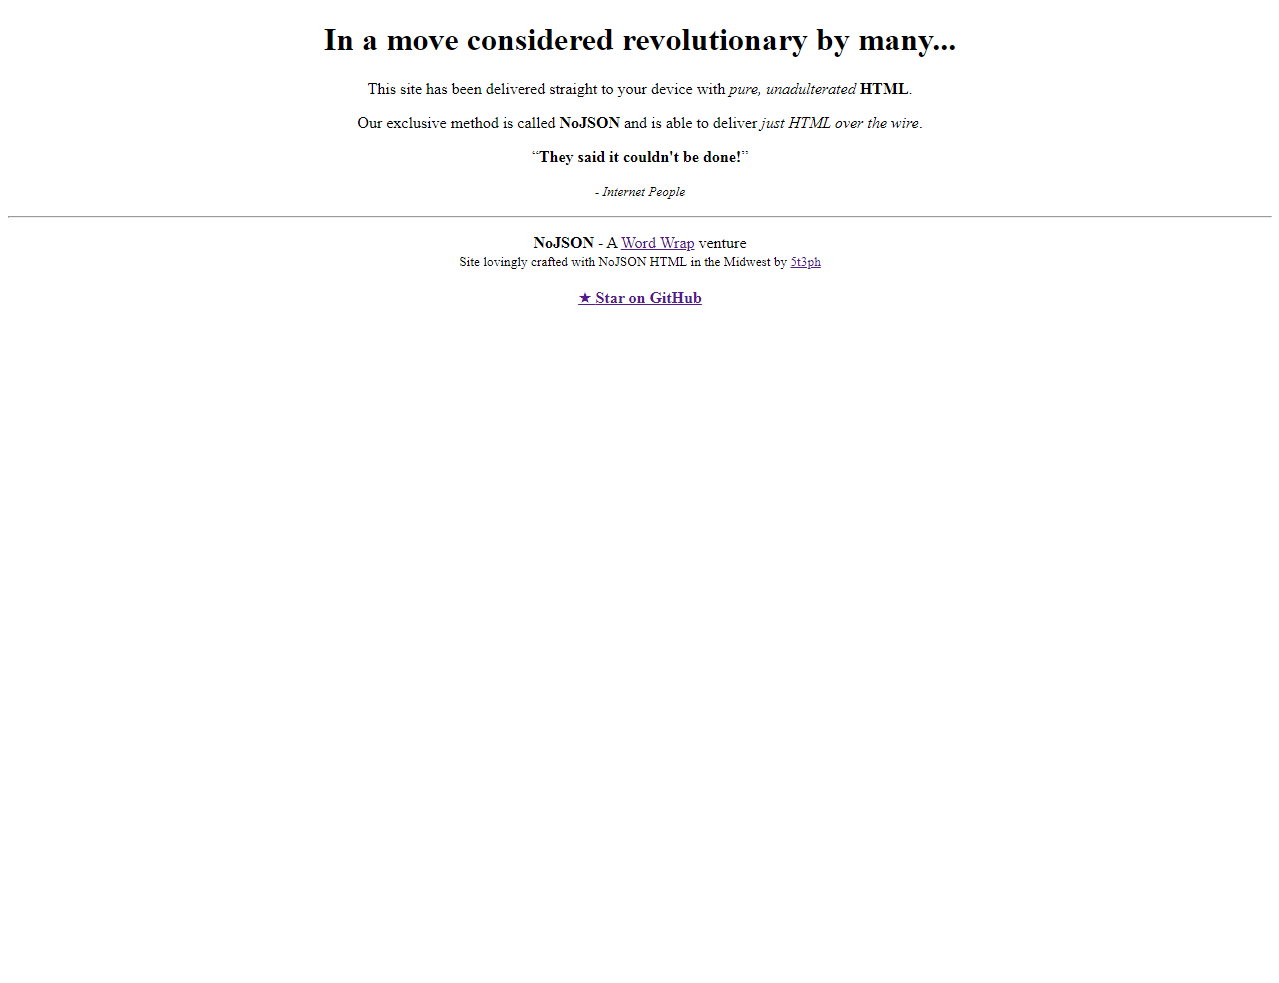 In a move considered revolutionary by many...
This site has been delivered straight to your device with pure, unadulterated HTML.
Our exclusive method is called NoJSON and is able to deliver just HTML over the wire.
“They said it couldn't be done!”
- Internet People
NoJSON - A Word Wrap venture
Site lovingly crafted with NoJSON HTML in the Midwest by 5t3ph
★ Star on GitHub